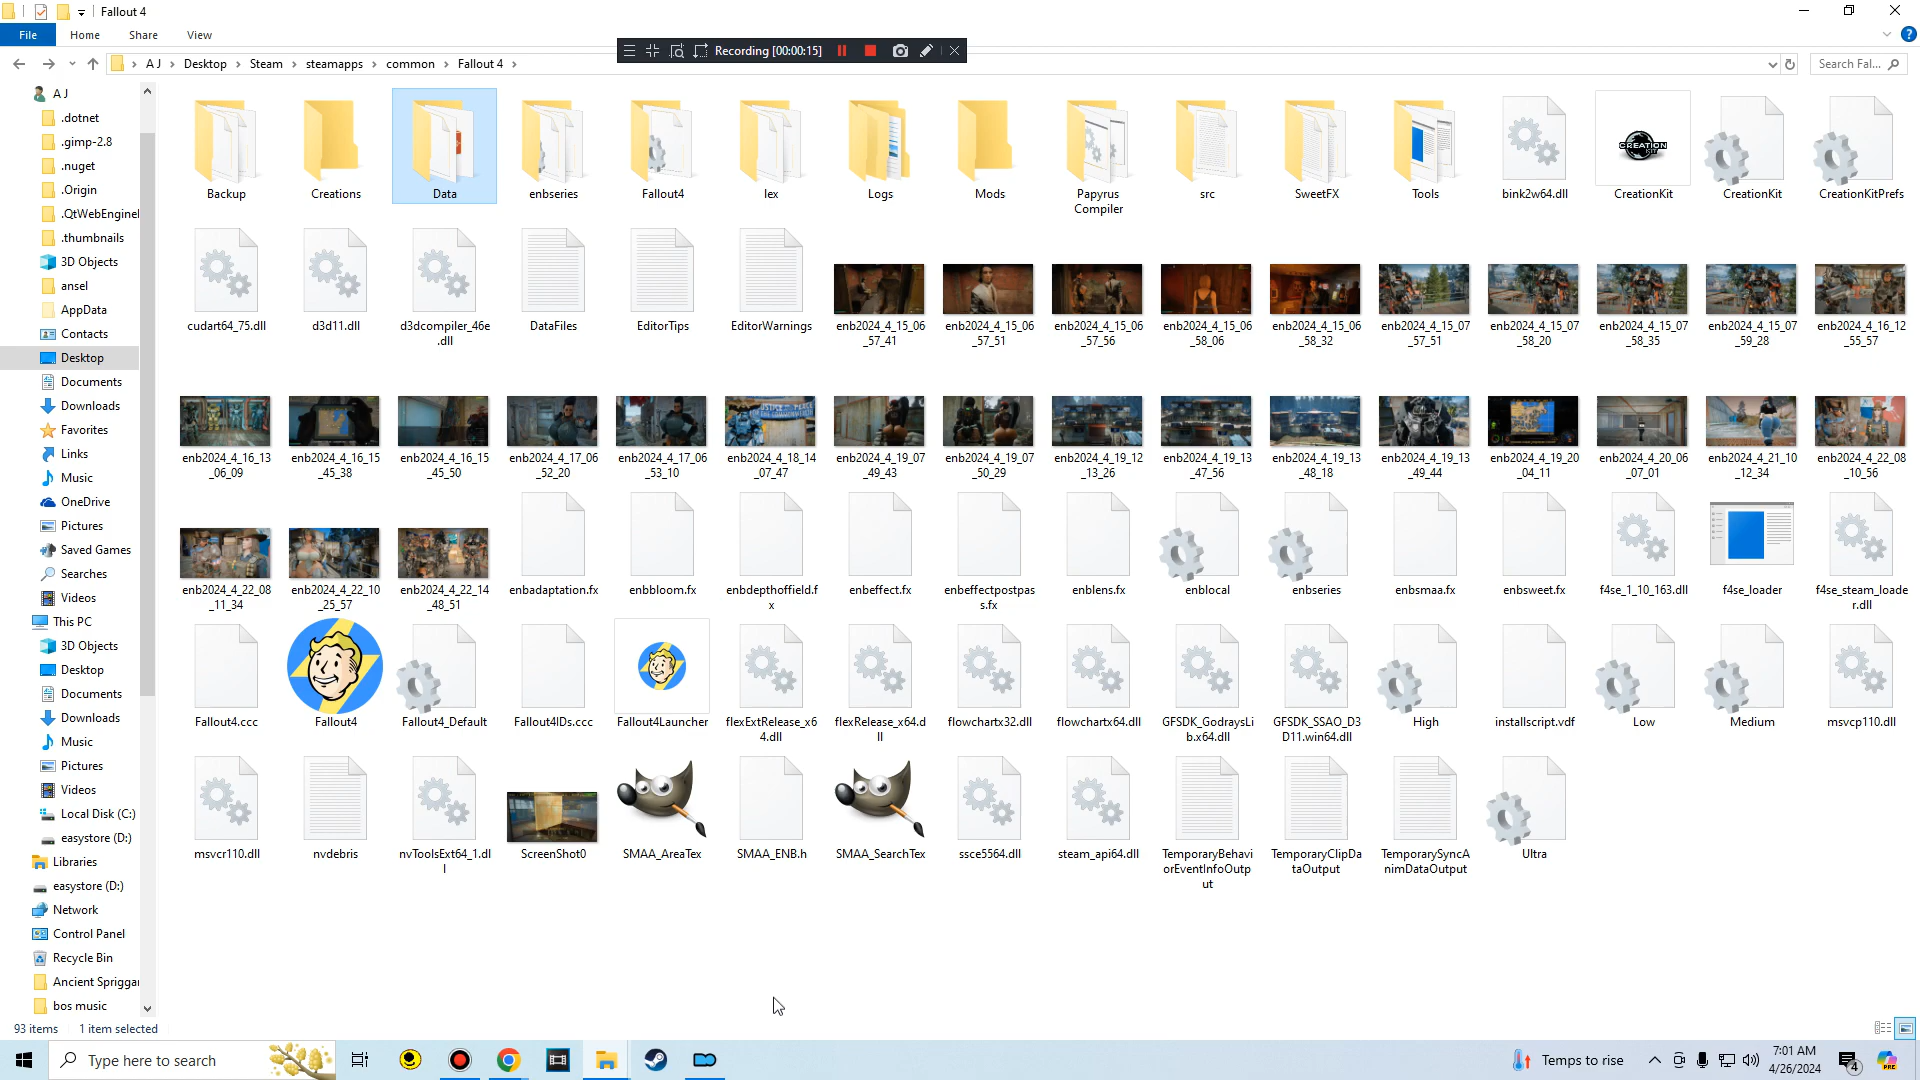 Fallout 4
File Home Share View
Recording [00:00:15]
A J Desktop Steam steamapps common Fallout 4
Search Fal...
A J
.dotnet
.gimp-2.8
.nuget
.Origin
.QtWebEngineI
.thumbnails
3D Objects
ansel
AppData
Contacts
Desktop
Documents
Downloads
Favorites
Links
Music
OneDrive
Pictures
Saved Games
Searches
Videos
This PC
3D Objects
Desktop
Documents
Downloads
Music
Pictures
Videos
Local Disk (C:)
easystore (D:)
Libraries
easystore (D:)
Network
Control Panel
Recycle Bin
Ancient Spriggar
bos music
Backup
Creations
Data
enbseries
Fallout4
lex
Logs
Mods
Papyrus
Compiler
src
SweetFX
Tools
bink2w64.dll
CREATION
KIT
CreationKit
CreationKit
CreationKitPrefs
cudart64_75.dll
d3d11.dll
d3dcompiler_46e
.dll
DataFiles
EditorTips
EditorWarnings
enb2024_4_15_06
_57_41
enb2024_4_15_06
_57_51
enb2024_4_15_06
_57_56
enb2024_4_15_06
_58_06
enb2024_4_15_06
_58_32
enb2024_4_15_07
_57_51
enb2024_4_15_07
_58_20
enb2024_4_15_07
_58_35
enb2024_4_15_07
_59_28
enb2024_4_16_12
_55_57
enb2024_4_16_13
_06_09
enb2024_4_16_15
_45_38
enb2024_4_16_15
_45_50
enb2024_4_17_06
_52_20
enb2024_4_17_06
_53_10
enb2024_4_18_14
_07_47
enb2024_4_19_07
_49_43
enb2024_4_19_07
_50_29
enb2024_4_19_12
_13_26
enb2024_4_19_13
_47_56
enb2024_4_19_13
_48_18
enb2024_4_19_13
_49_44
enb2024_4_19_20
_04_11
enb2024_4_20_06
_07_01
enb2024_4_21_10
_12_34
enb2024_4_22_08
_10_56
enb2024_4_22_08
_11_34
enb2024_4_22_10
_25_57
enb2024_4_22_14
_48_51
enbadaptation.fx
enbbloom.fx
enbdepthoffield.f
x
enbeffect.fx
enbeffectpostpas
s.fx
enblens.fx
enblocal
enbseries
enbsmaa.fx
enbsweet.fx
f4se_1_10_163.dll
f4se_loader
f4se_steam_loade
r.dll
Fallout4.ccc
Fallout4
Fallout4_Default
Fallout4IDs.ccc
Fallout4Launcher
flexExtRelease_x6
4.dll
flexRelease_x64.d
ll
flowchartx32.dll
flowchartx64.dll
GFSDK_GodraysLi
b.x64.dll
GFSDK_SSAO_D3
D11.win64.dll
High
installscript.vdf
Low
Medium
msvcp110.dll
msvcr110.dll
nvdebris
nvToolsExt64_1.dl
l
ScreenShot0
SMAA_AreaTex
SMAA_ENB.h
SMAA_SearchTex
ssce5564.dll
steam_api64.dll
TemporaryBehavi
orEventInfoOutp
ut
TemporaryClipDa
taOutput
TemporarySyncA
nimDataOutput
Ultra
93 items 1 item selected
Type here to search
Temps to rise
7:01 AM
4/26/2024
4
PRE